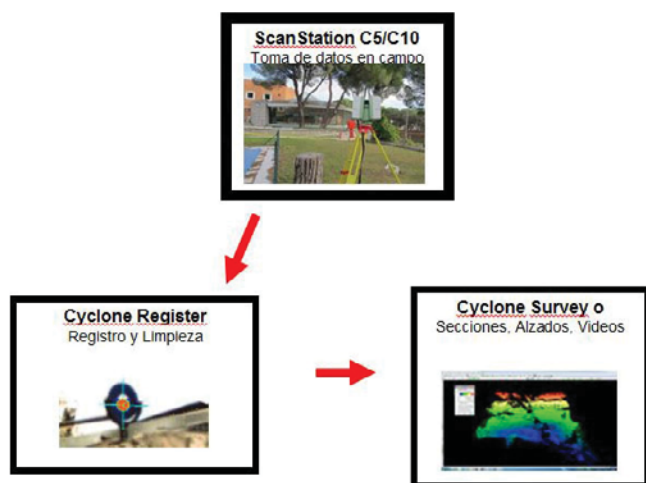 ScanStation C5/C10
Toma de datos en campo
Cyclone Register
Registro y Limpieza
Cyclone Survey o
Secciones, Alzados, Videos